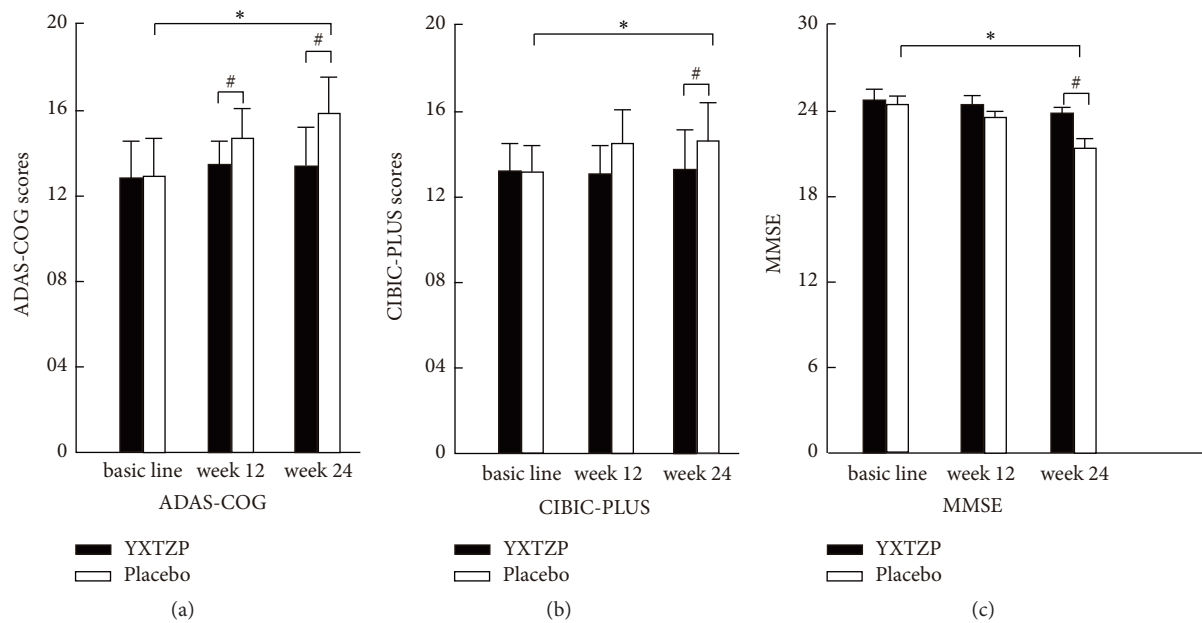 20
16
12
08
04
0
ADAS-COG scores
*
#
#
basic line week 12 week 24
ADAS-COG
YXTZP
Placebo
(a)
20
16
12
08
04
0
CIBIC-PLUS scores
*
#
basic line week 12 week 24
CIBIC-PLUS
YXTZP
Placebo
(b)
30
24
18
12
6
0
MMSE
*
#
basic line week 12 week 24
MMSE
YXTZP
Placebo
(c)